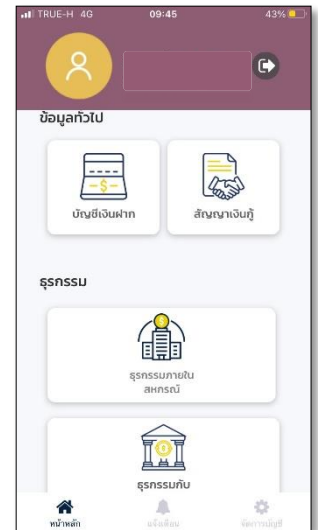 TRUE-H 4G 09:45 43%
ข้อมูลทั่วไป
-$-
บัญชีเงินฝาก สัญญาเงินกู้
$
ธุรกรรม
$
ธุรกรรมภายใน
สหกรณ์
ธุรกรรมกับ
หน้าหลัก แจ้งเตือน จัดการบัญชี